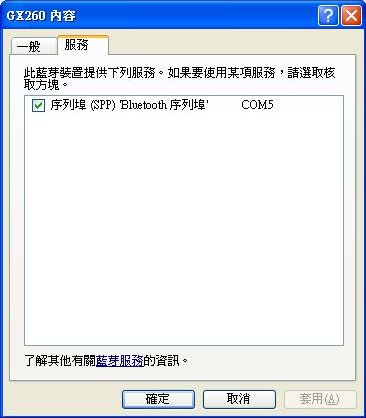 GX260 內容
一般
服務
此藍芽裝置提供下列服務。如果要使用某項服務，請選取核
取方塊。
序列埠 (SPP) 'Bluetooth 序列埠' COM5
了解其他有關藍芽服務的資訊。
確定 取消 套用(A)